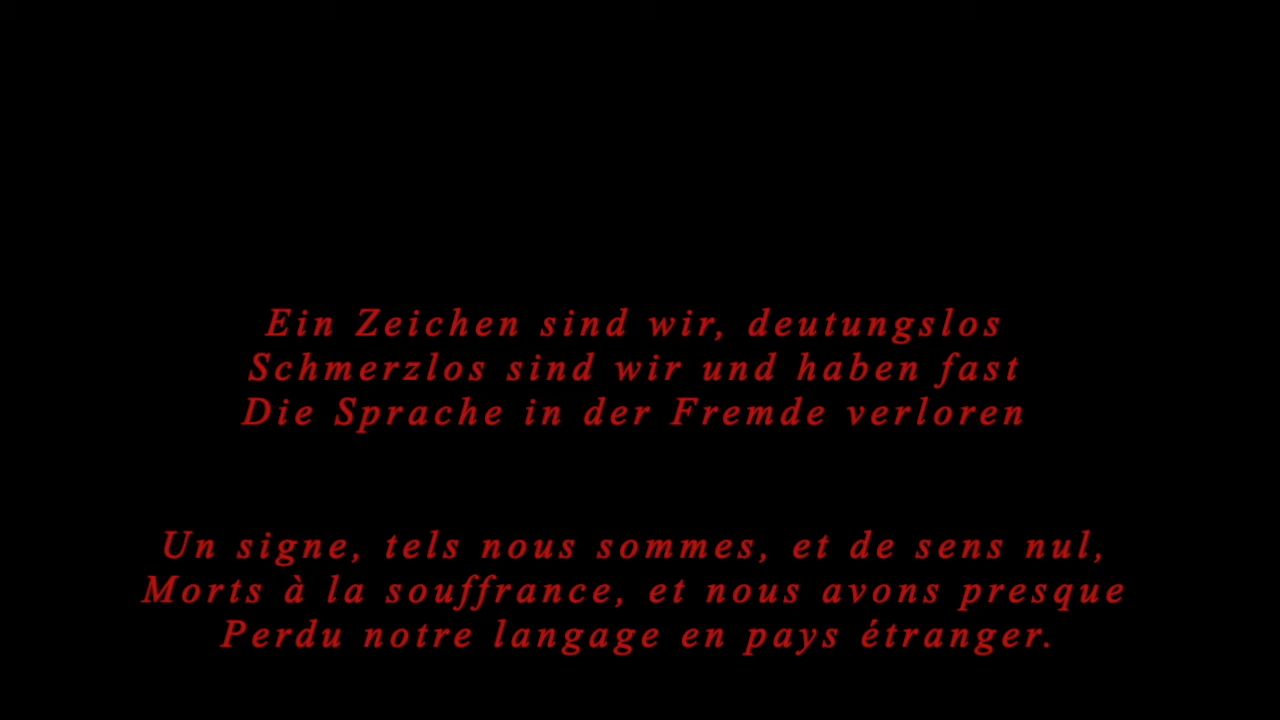 Ein Zeichen sind wir, deutungslos
Schmerzlos sind wir und haben fast
Die Sprache in der Fremde verloren
Un signe, tels nous sommes, et de sens nul,
Morts à la souffrance, et nous avons presque
Perdu notre langage en pays étranger.